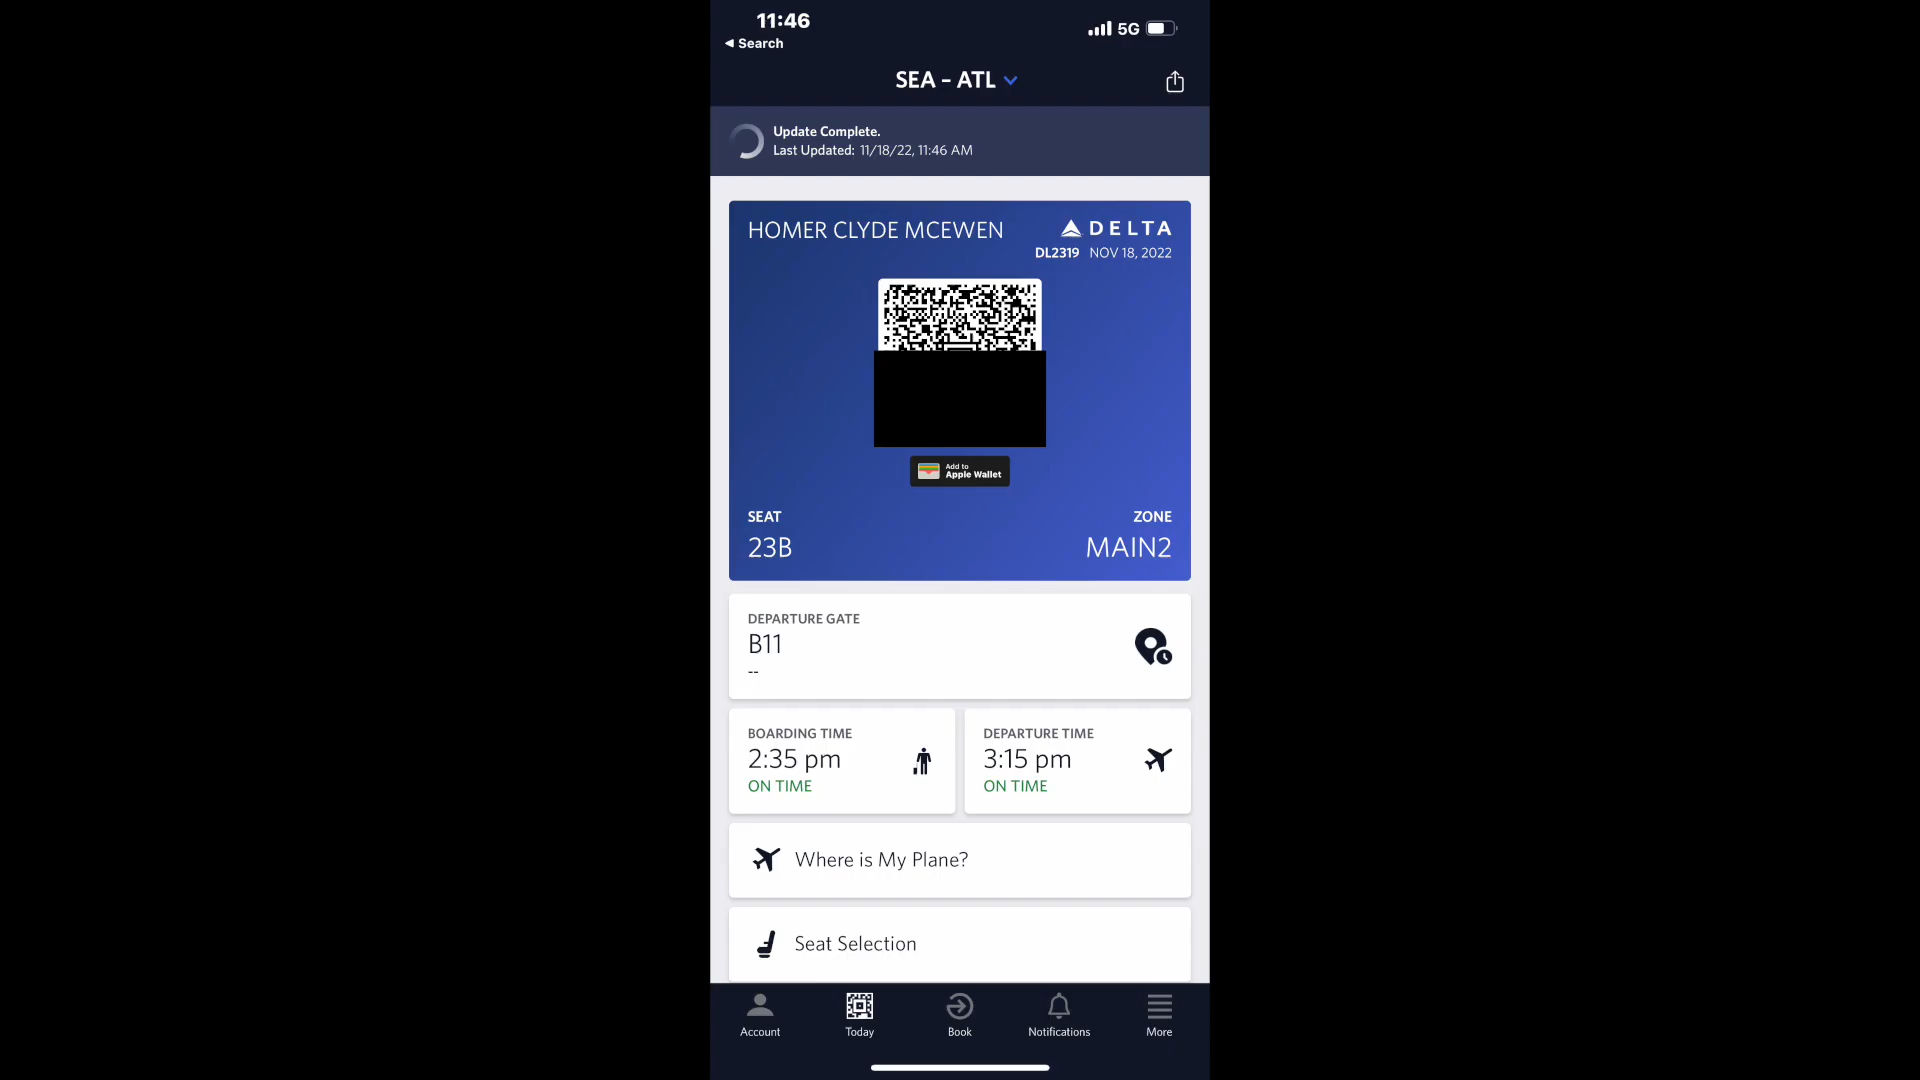 11:46
5G
◀ Search
SEA – ATL
Update Complete.
Last Updated: 11/18/22, 11:46 AM
HOMER CLYDE MCEWEN
DELTA
DL2319 NOV 18, 2022
Add to
Apple Wallet
SEAT
ZONE
23B
MAIN2
DEPARTURE GATE
B11
--
BOARDING TIME
2:35 pm
ON TIME
DEPARTURE TIME
3:15 pm
ON TIME
Where is My Plane?
Seat Selection
Account
Today
Book
Notifications
More